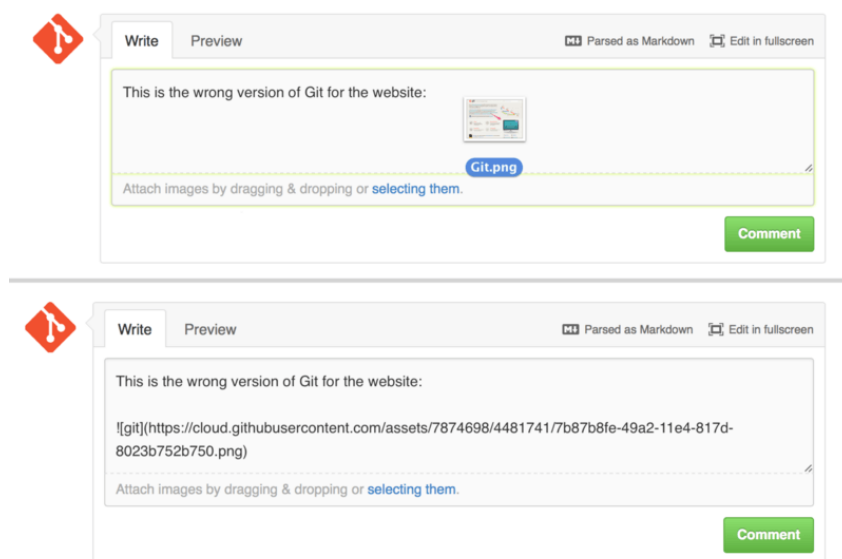 Write
Preview
Parsed as Markdown
Edit in fullscreen
This is the wrong version of Git for the website:
Git.png
Attach images by dragging & dropping or selecting them.
Comment
Write
Preview
Parsed as Markdown
Edit in fullscreen
This is the wrong version of Git for the website:
![git](https://cloud.githubusercontent.com/assets/7874698/4481741/7b87b8fe-49a2-11e4-817d-
8023b752b750.png)
Attach images by dragging & dropping or selecting them.
Comment